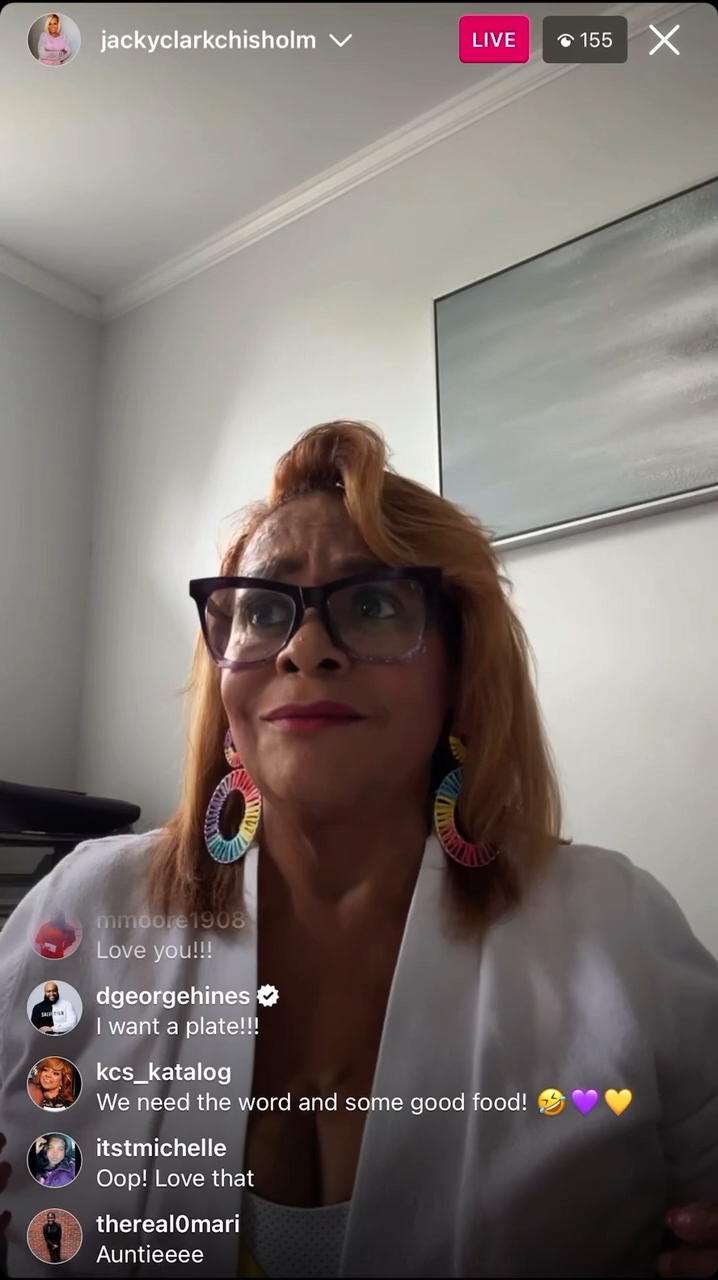 jackyclarkchisholm
LIVE
155
mmoore1908
Love you!!!
dgeorgehines
I want a plate!!!
kcs_katalog
We need the word and some good food! 🤣💜💛
itstmichelle
Oop! Love that
thereal0mari
Auntieeee